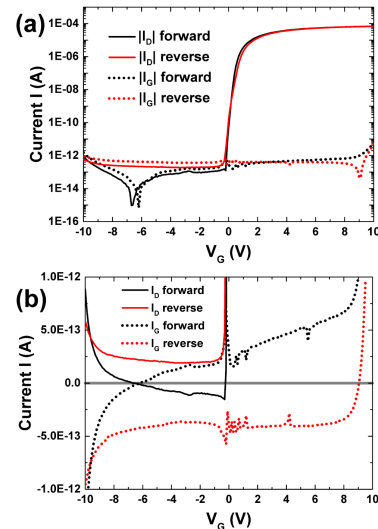 (a)
1E-04
1E-06
1E-08
1E-10
1E-12
1E-14
1E-16
Current I (A)
|I_D| forward
|I_D| reverse
|I_G| forward
|I_G| reverse
-10 -8 -6 -4 -2 0 2 4 6 8 10
V_G (V)
(b)
1.0E-12
5.0E-13
0.0
-5.0E-13
-1.0E-12
Current I (A)
I_D forward
I_D reverse
I_G forward
I_G reverse
-10 -8 -6 -4 -2 0 2 4 6 8 10
V_G (V)